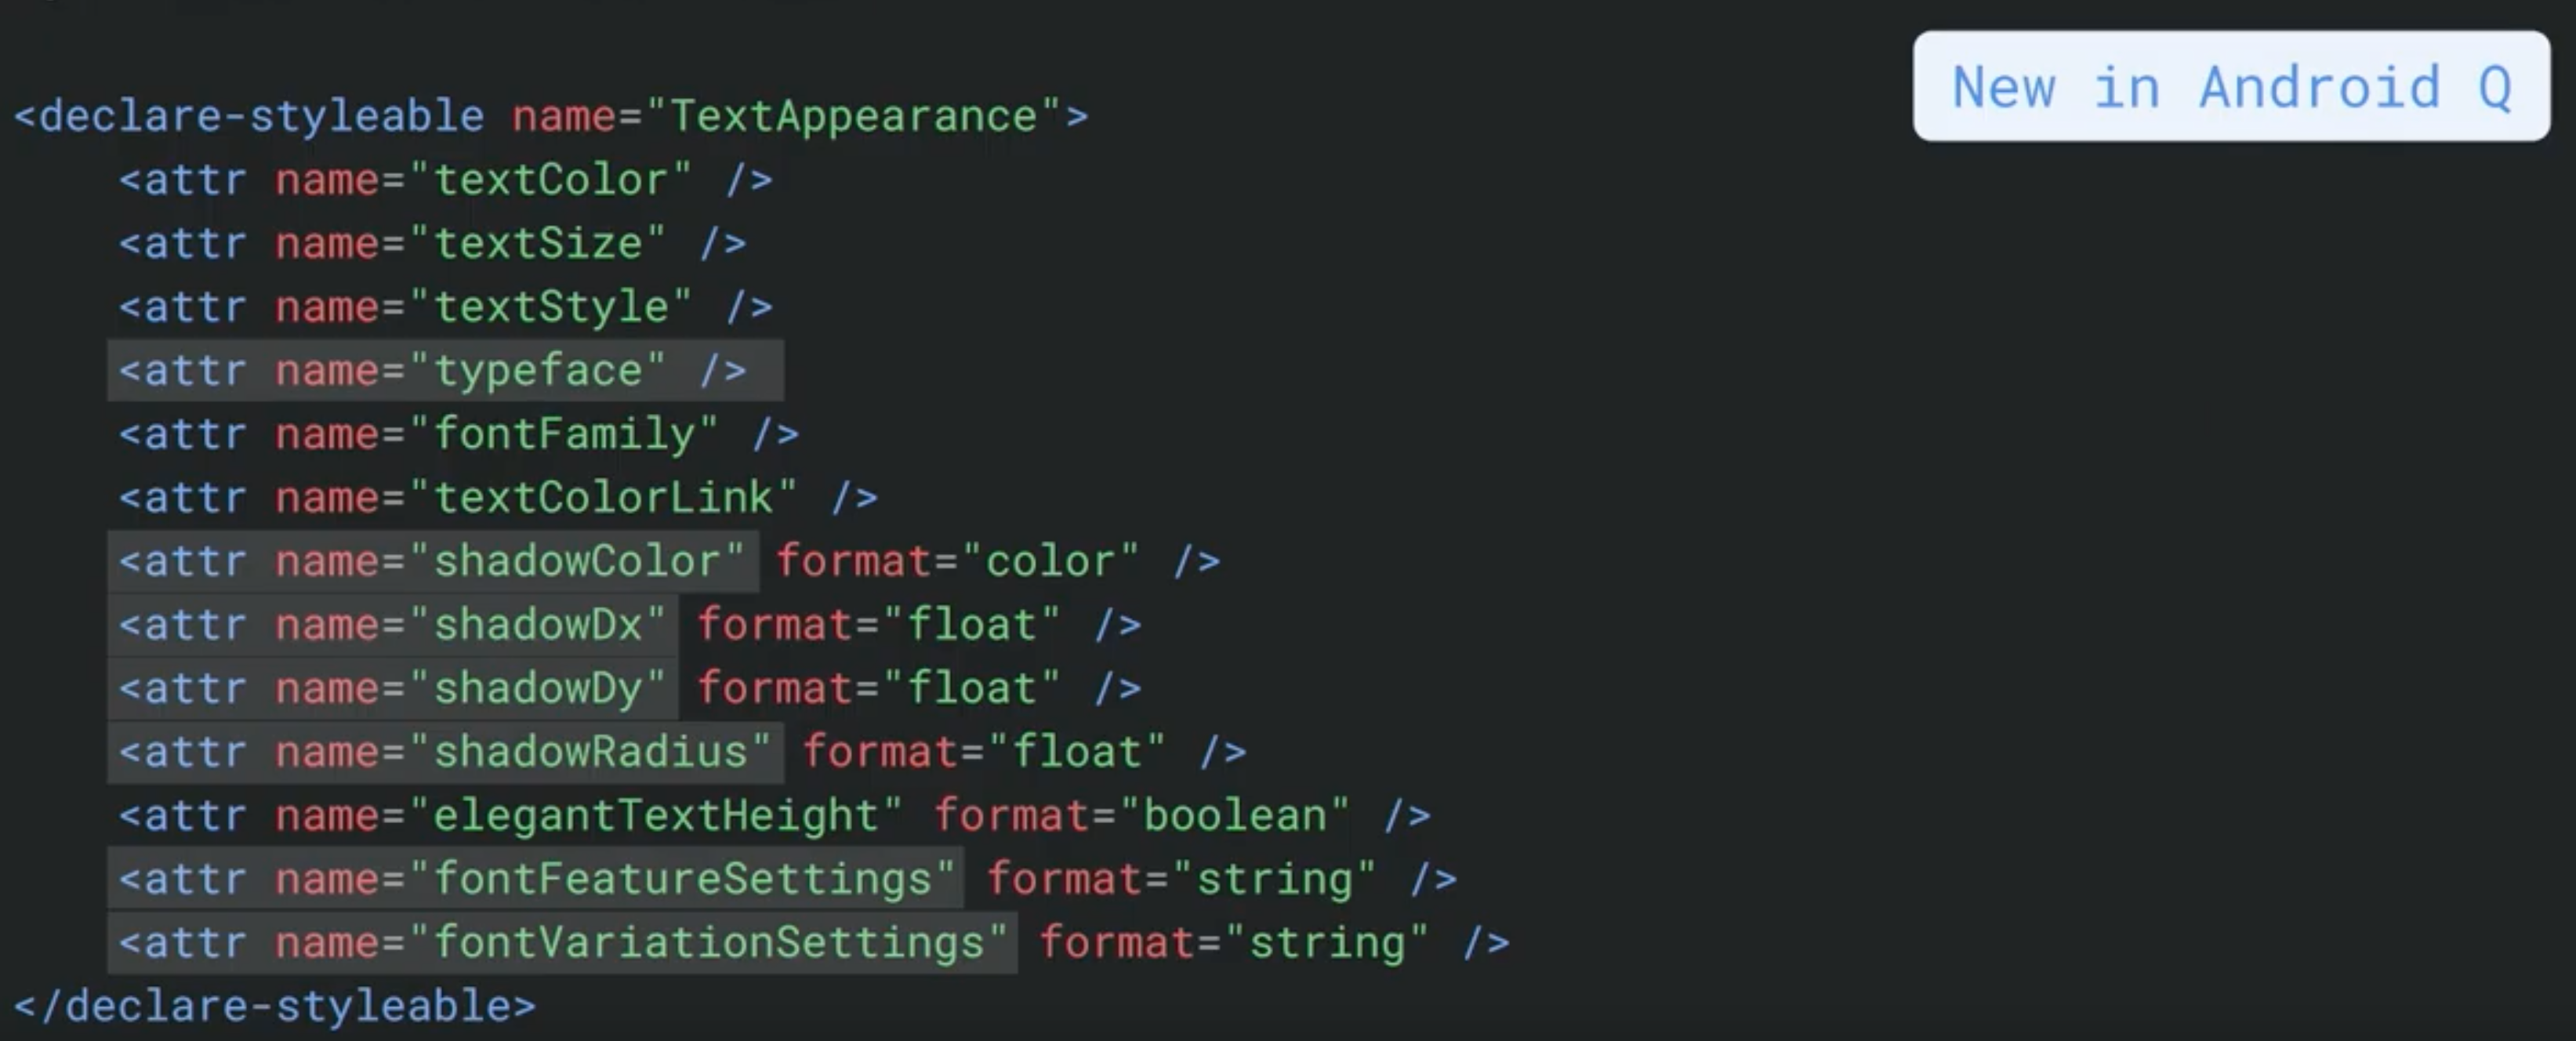 New in Android Q
<declare-styleable name="TextAppearance">
    <attr name="textColor" />
    <attr name="textSize" />
    <attr name="textStyle" />
    <attr name="typeface" />
    <attr name="fontFamily" />
    <attr name="textColorLink" />
    <attr name="shadowColor" format="color" />
    <attr name="shadowDx" format="float" />
    <attr name="shadowDy" format="float" />
    <attr name="shadowRadius" format="float" />
    <attr name="elegantTextHeight" format="boolean" />
    <attr name="fontFeatureSettings" format="string" />
    <attr name="fontVariationSettings" format="string" />
</declare-styleable>